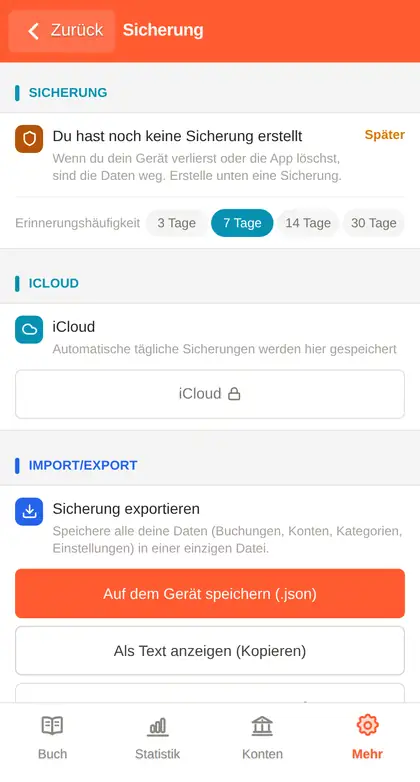 Zurück Sicherung
SICHERUNG
Du hast noch keine Sicherung erstellt Später
Wenn du dein Gerät verlierst oder die App löschst,
sind die Daten weg. Erstelle unten eine Sicherung.
Erinnerungshäufigkeit 3 Tage 7 Tage 14 Tage 30 Tage
ICLOUD
iCloud
Automatische tägliche Sicherungen werden hier gespeichert
iCloud
IMPORT/EXPORT
Sicherung exportieren
Speichere alle deine Daten (Buchungen, Konten, Kategorien,
Einstellungen) in einer einzigen Datei.
Auf dem Gerät speichern (.json)
Als Text anzeigen (Kopieren)
Buch Statistik Konten Mehr